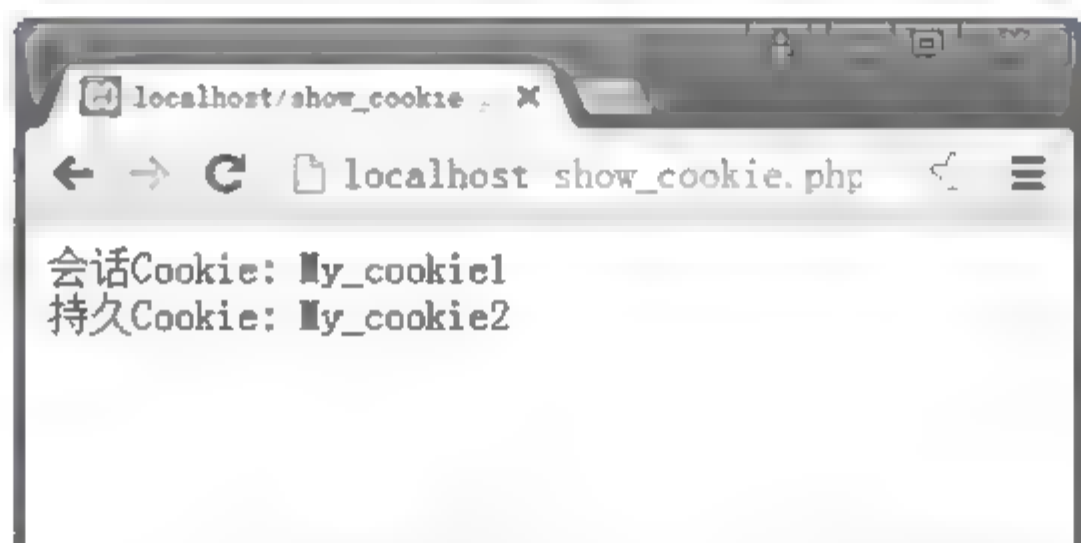 localhost/show_cookie
localhost show_cookie.php
会话Cookie: My_cookie1
持久Cookie: My_cookie2